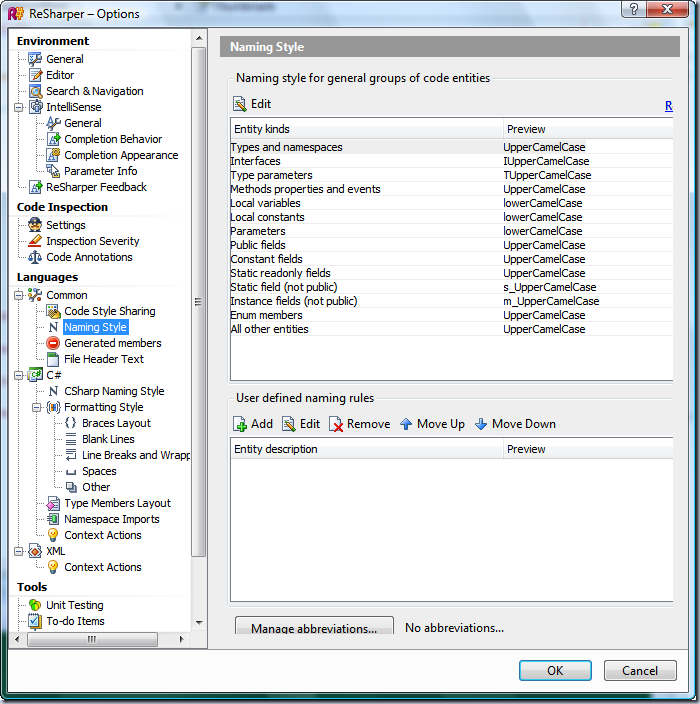 ReSharper – Options
Environment
General
Editor
Search & Navigation
IntelliSense
General
Completion Behavior
Completion Appearance
Parameter Info
ReSharper Feedback
Code Inspection
Settings
Inspection Severity
Code Annotations
Languages
Common
Code Style Sharing
Naming Style
Generated members
File Header Text
C#
CSharp Naming Style
Formatting Style
Braces Layout
Blank Lines
Line Breaks and Wrapp
Spaces
Other
Type Members Layout
Namespace Imports
Context Actions
XML
Context Actions
Tools
Unit Testing
To-do Items
Naming Style
Naming style for general groups of code entities
Edit R
Entity kinds Preview
Types and namespaces UpperCamelCase
Interfaces IUpperCamelCase
Type parameters TUpperCamelCase
Methods properties and events UpperCamelCase
Local variables lowerCamelCase
Local constants lowerCamelCase
Parameters lowerCamelCase
Public fields UpperCamelCase
Constant fields UpperCamelCase
Static readonly fields UpperCamelCase
Static field (not public) s_UpperCamelCase
Instance fields (not public) m_UpperCamelCase
Enum members UpperCamelCase
All other entities UpperCamelCase
User defined naming rules
Add Edit Remove Move Up Move Down
Entity description Preview
Manage abbreviations... No abbreviations...
OK Cancel